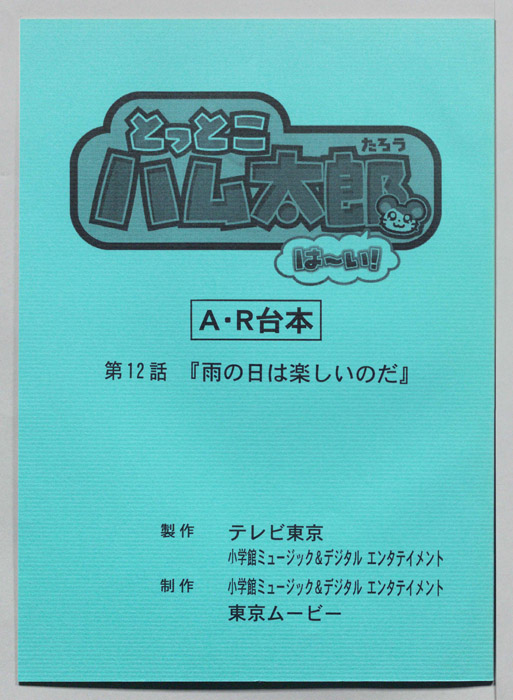 とっとこ
ハム太郎
たろう
は〜い!
A・R台本
第12話 『雨の日は楽しいのだ』
製作 テレビ東京
小学館ミュージック&デジタル エンタテイメント
制作 小学館ミュージック&デジタル エンタテイメント
東京ムービー